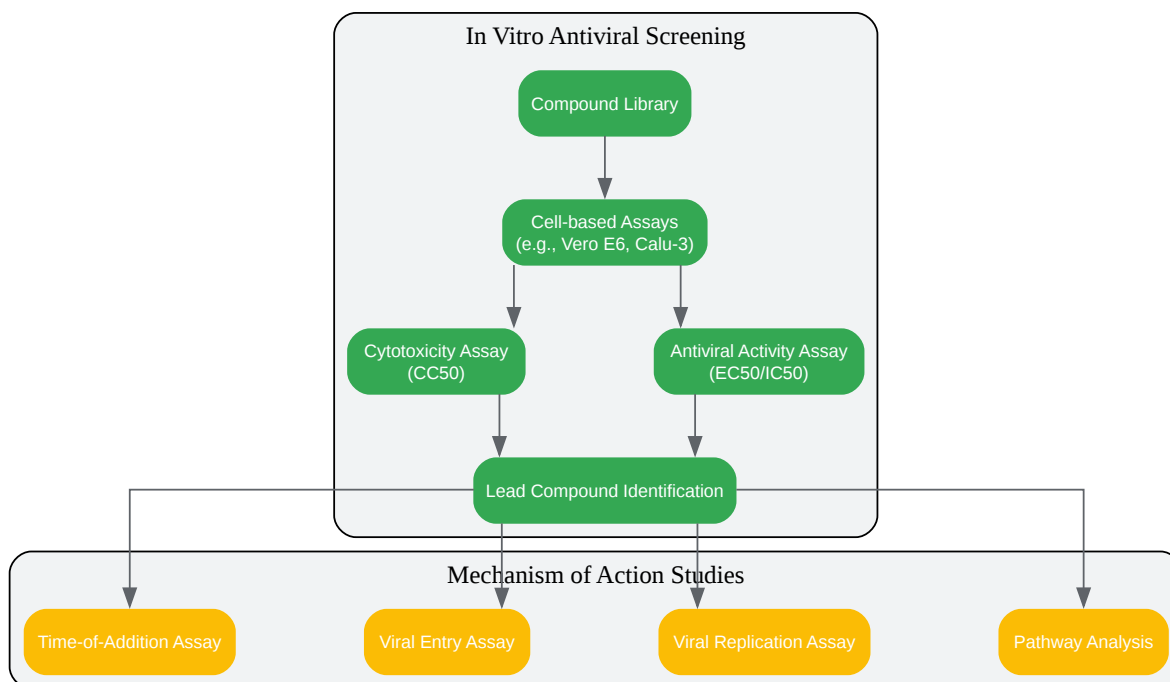 In Vitro Antiviral Screening
Compound Library
Cell-based Assays
(e.g., Vero E6, Calu-3)
Cytotoxicity Assay
(CC50)
Antiviral Activity Assay
(EC50/IC50)
Lead Compound Identification
Mechanism of Action Studies
Time-of-Addition Assay
Viral Entry Assay
Viral Replication Assay
Pathway Analysis